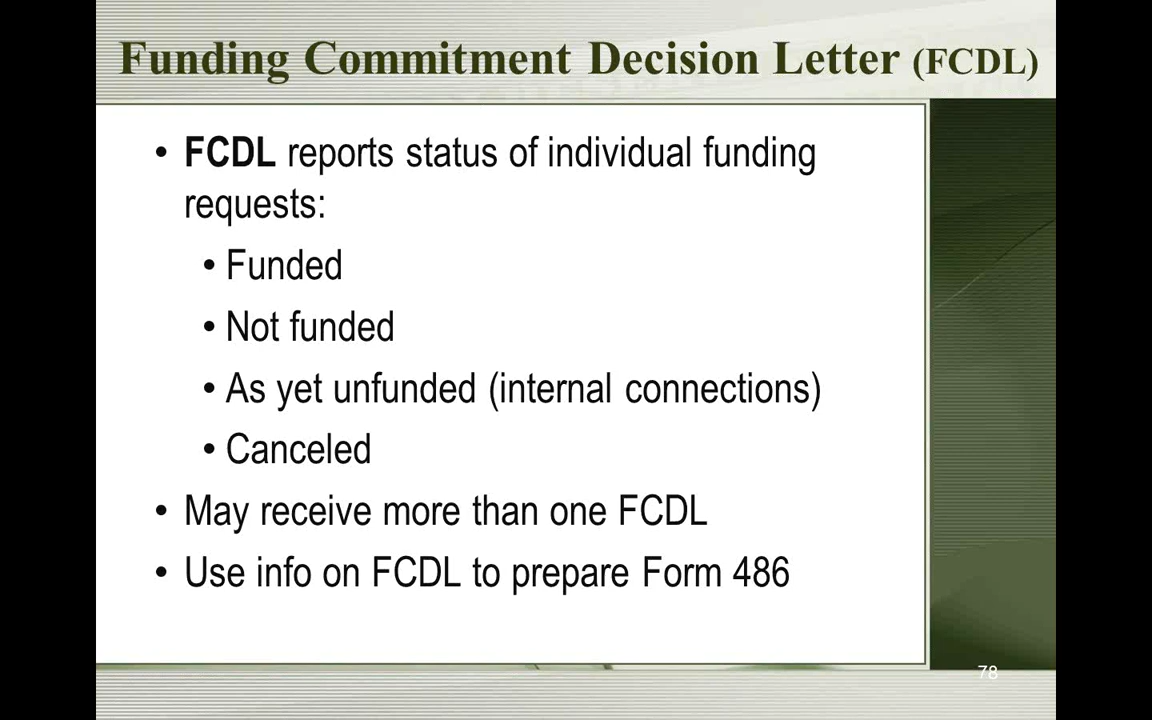 Funding Commitment Decision Letter (FCDL)
• FCDL reports status of individual funding
requests:
• Funded
• Not funded
• As yet unfunded (internal connections)
• Canceled
• May receive more than one FCDL
• Use info on FCDL to prepare Form 486
78